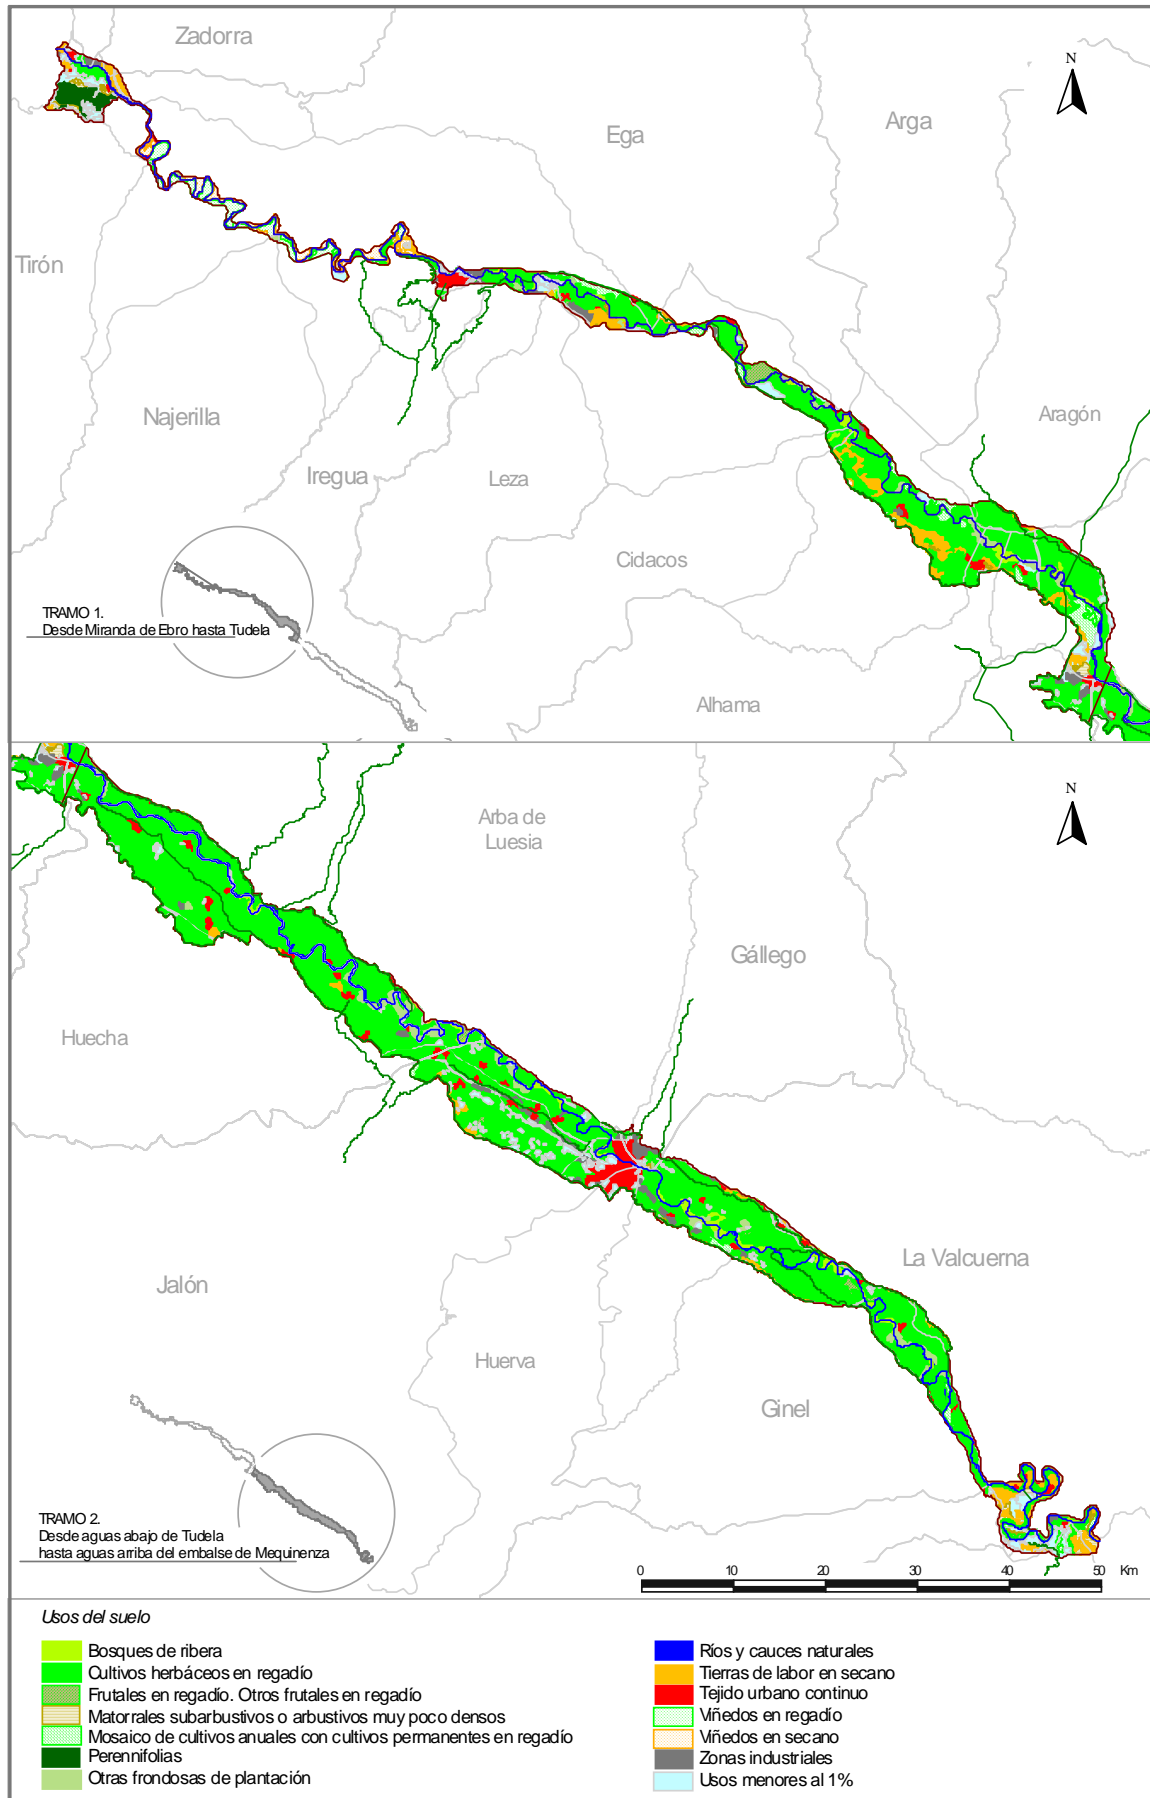 Zadorra
N
Ega
Arga
Tirón
Najerilla
Aragón
Iregua
Leza
Cidacos
TRAMO 1.
Desde Miranda de Ebro hasta Tudela
Alhama
N
Arba de
Luesia
Gállego
Huecha
La Valcuerna
Jalón
Huerva
Ginel
TRAMO 2.
Desde aguas abajo de Tudela
hasta aguas arriba del embalse de Mequinenza
0 10 20 30 40 50 Km
Usos del suelo
Bosques de ribera
Cultivos herbáceos en regadío
Frutales en regadío. Otros frutales en regadío
Matorrales subarbustivos o arbustivos muy poco densos
Mosaico de cultivos anuales con cultivos permanentes en regadío
Perennifolias
Otras frondosas de plantación
Ríos y cauces naturales
Tierras de labor en secano
Tejido urbano continuo
Viñedos en regadío
Viñedos en secano
Zonas industriales
Usos menores al 1%